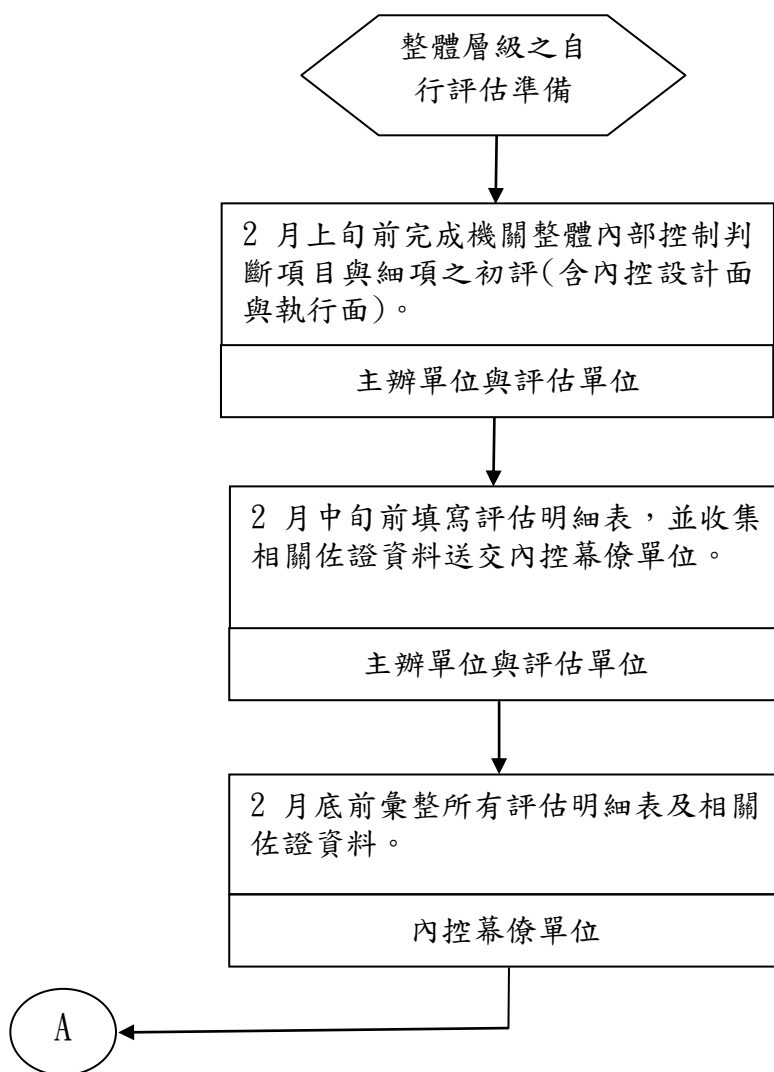 整體層級之自
行評估準備
2 月上旬前完成機關整體內部控制判
斷項目與細項之初評(含內控設計面
與執行面)。
主辦單位與評估單位
2 月中旬前填寫評估明細表，並收集
相關佐證資料送交內控幕僚單位。
主辦單位與評估單位
2 月底前彙整所有評估明細表及相關
佐證資料。
內控幕僚單位
A